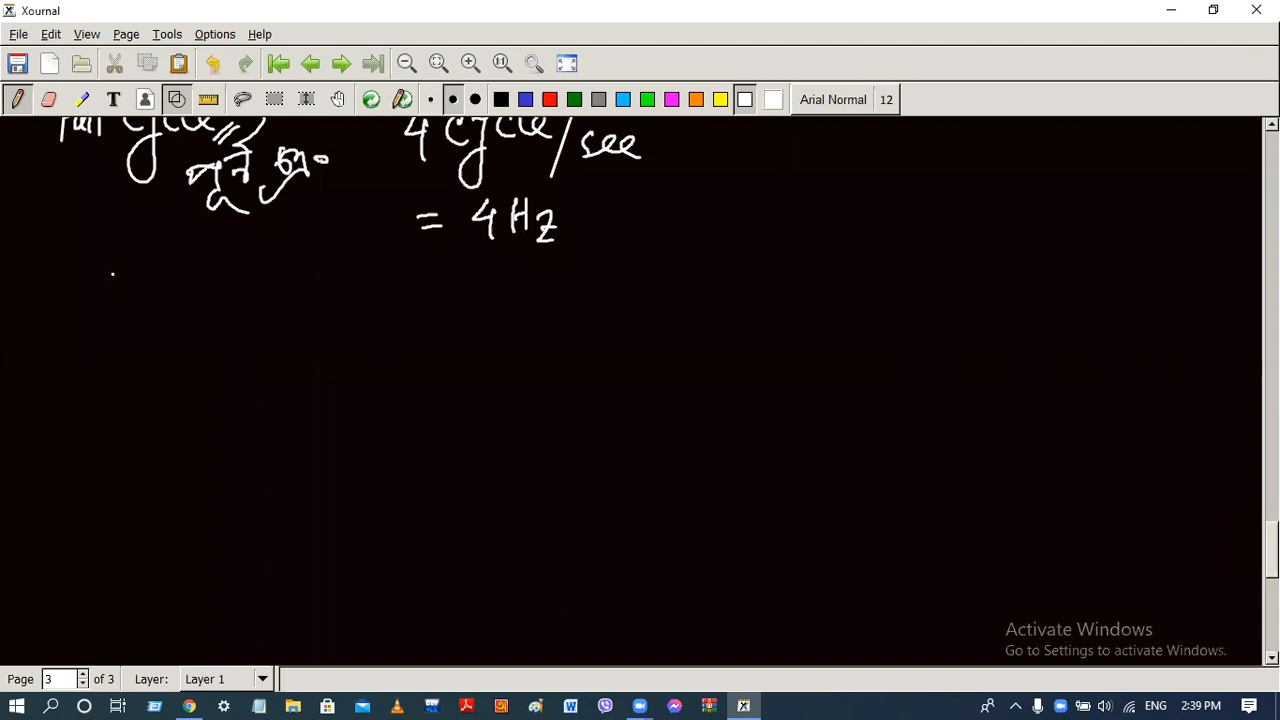 Xournal
File Edit View Page Tools Options Help
Arial Normal 12
full Cycle 4 Cycle/see
= 4 Hz
Activate Windows
Go to Settings to activate Windows.
Page 3 of 3 Layer: Layer 1
ENG 2:39 PM